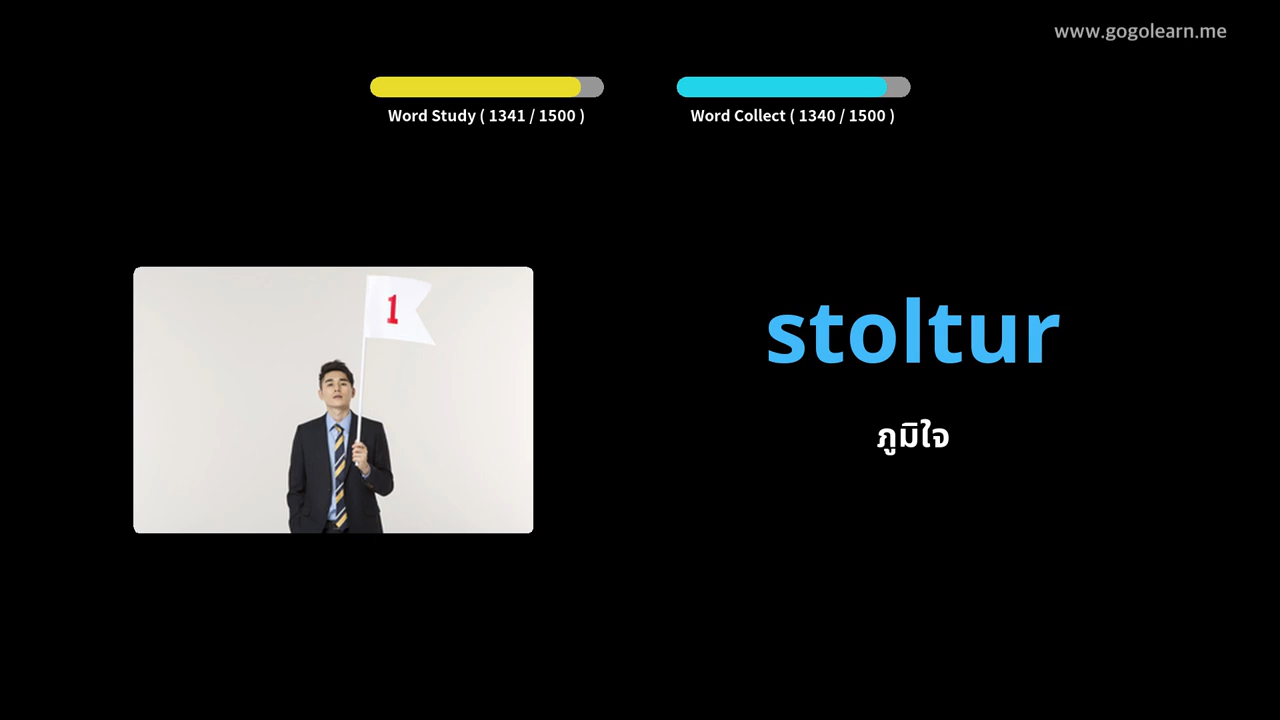 www.gogolearn.me
Word Study ( 1341 / 1500 )
Word Collect ( 1340 / 1500 )
1
stoltur
ภูมิใจ